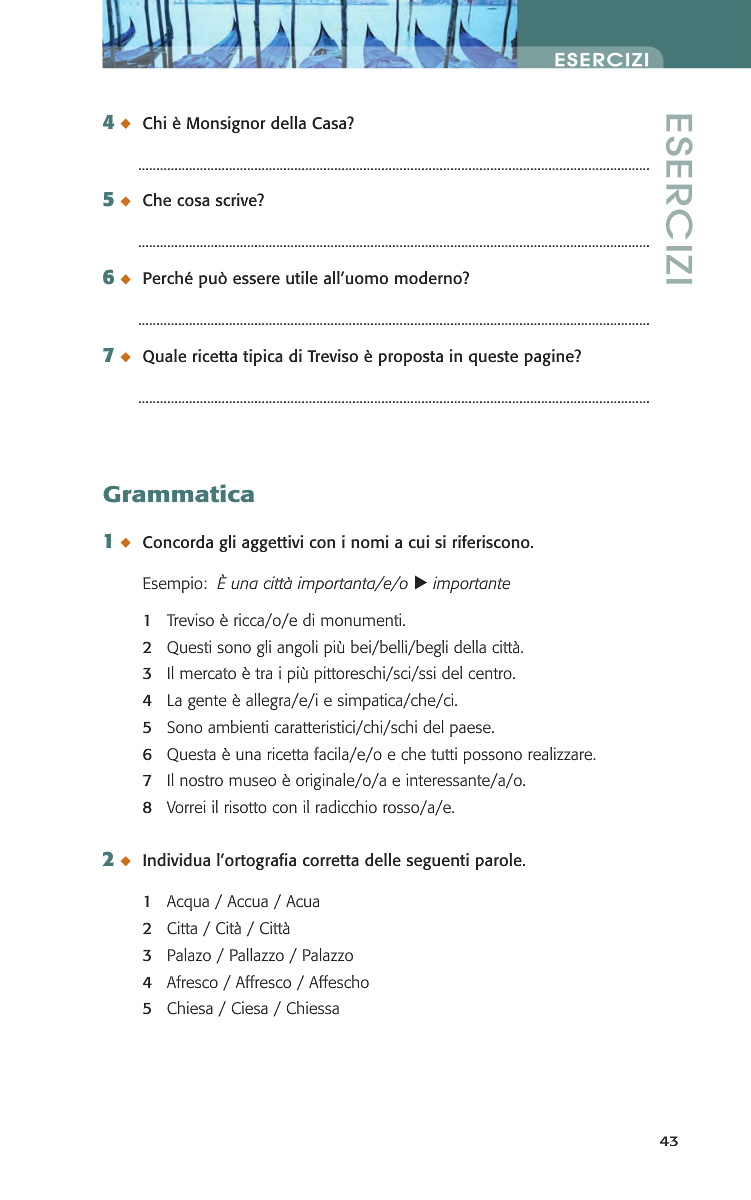 ESERCIZI
ESERCIZI
4 ◆ Chi è Monsignor della Casa?
5 ◆ Che cosa scrive?
6 ◆ Perché può essere utile all'uomo moderno?
7 ◆ Quale ricetta tipica di Treviso è proposta in queste pagine?
Grammatica
1 ◆ Concorda gli aggettivi con i nomi a cui si riferiscono.
Esempio: È una città importanta/e/o ▶ importante
1 Treviso è ricca/o/e di monumenti.
2 Questi sono gli angoli più bei/belli/begli della città.
3 Il mercato è tra i più pittoreschi/sci/ssi del centro.
4 La gente è allegra/e/i e simpatica/che/ci.
5 Sono ambienti caratteristici/chi/schi del paese.
6 Questa è una ricetta facila/e/o e che tutti possono realizzare.
7 Il nostro museo è originale/o/a e interessante/a/o.
8 Vorrei il risotto con il radicchio rosso/a/e.
2 ◆ Individua l'ortografia corretta delle seguenti parole.
1 Acqua / Accua / Acua
2 Citta / Cità / Città
3 Palazo / Pallazzo / Palazzo
4 Afresco / Affresco / Affescho
5 Chiesa / Ciesa / Chiessa
43